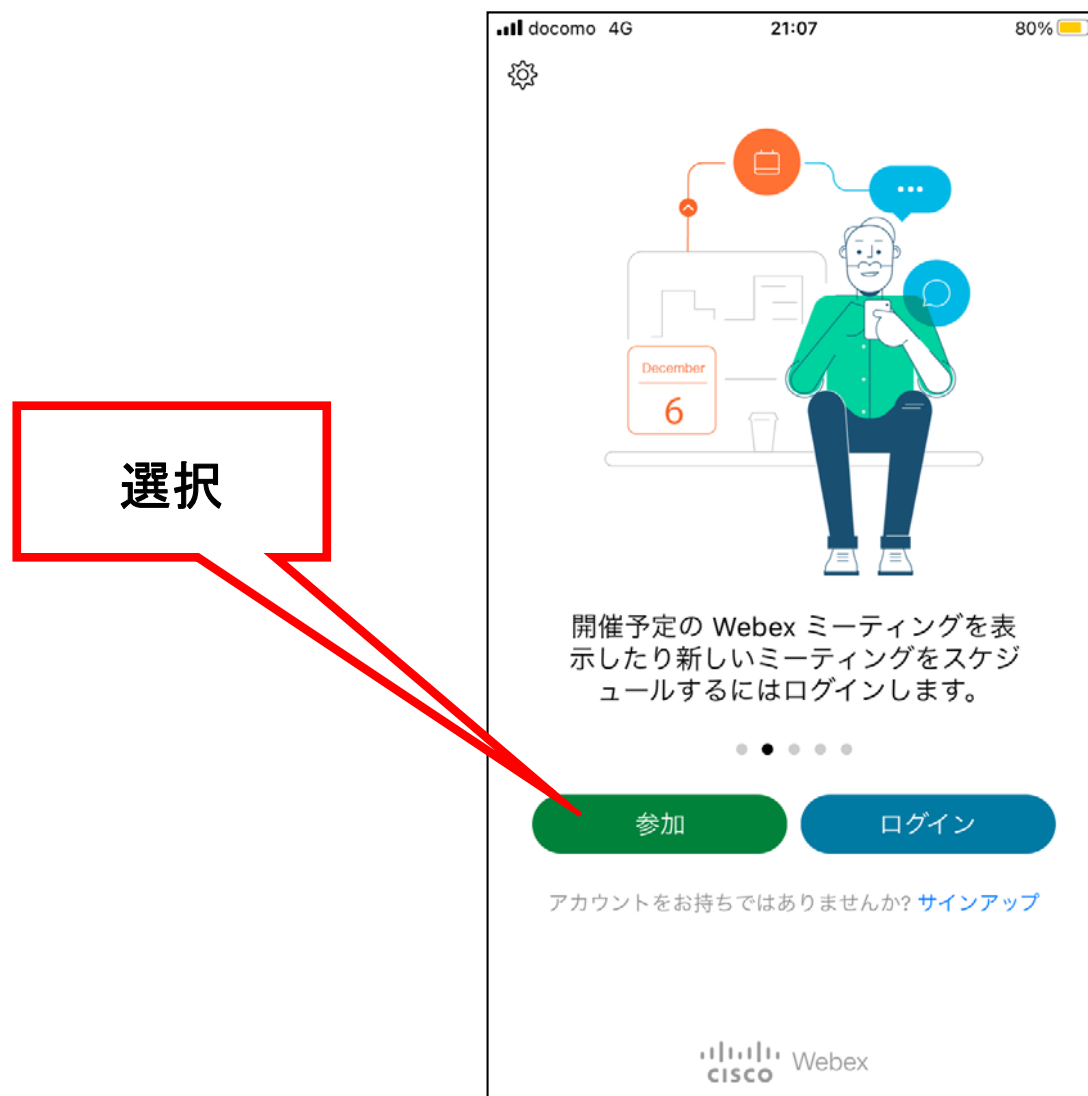 docomo 4G 21:07 80%
December
6
選択
開催予定の Webex ミーティングを表
示したり新しいミーティングをスケジ
ュールするにはログインします。
参加 ログイン
アカウントをお持ちではありませんか? サインアップ
CISCO Webex